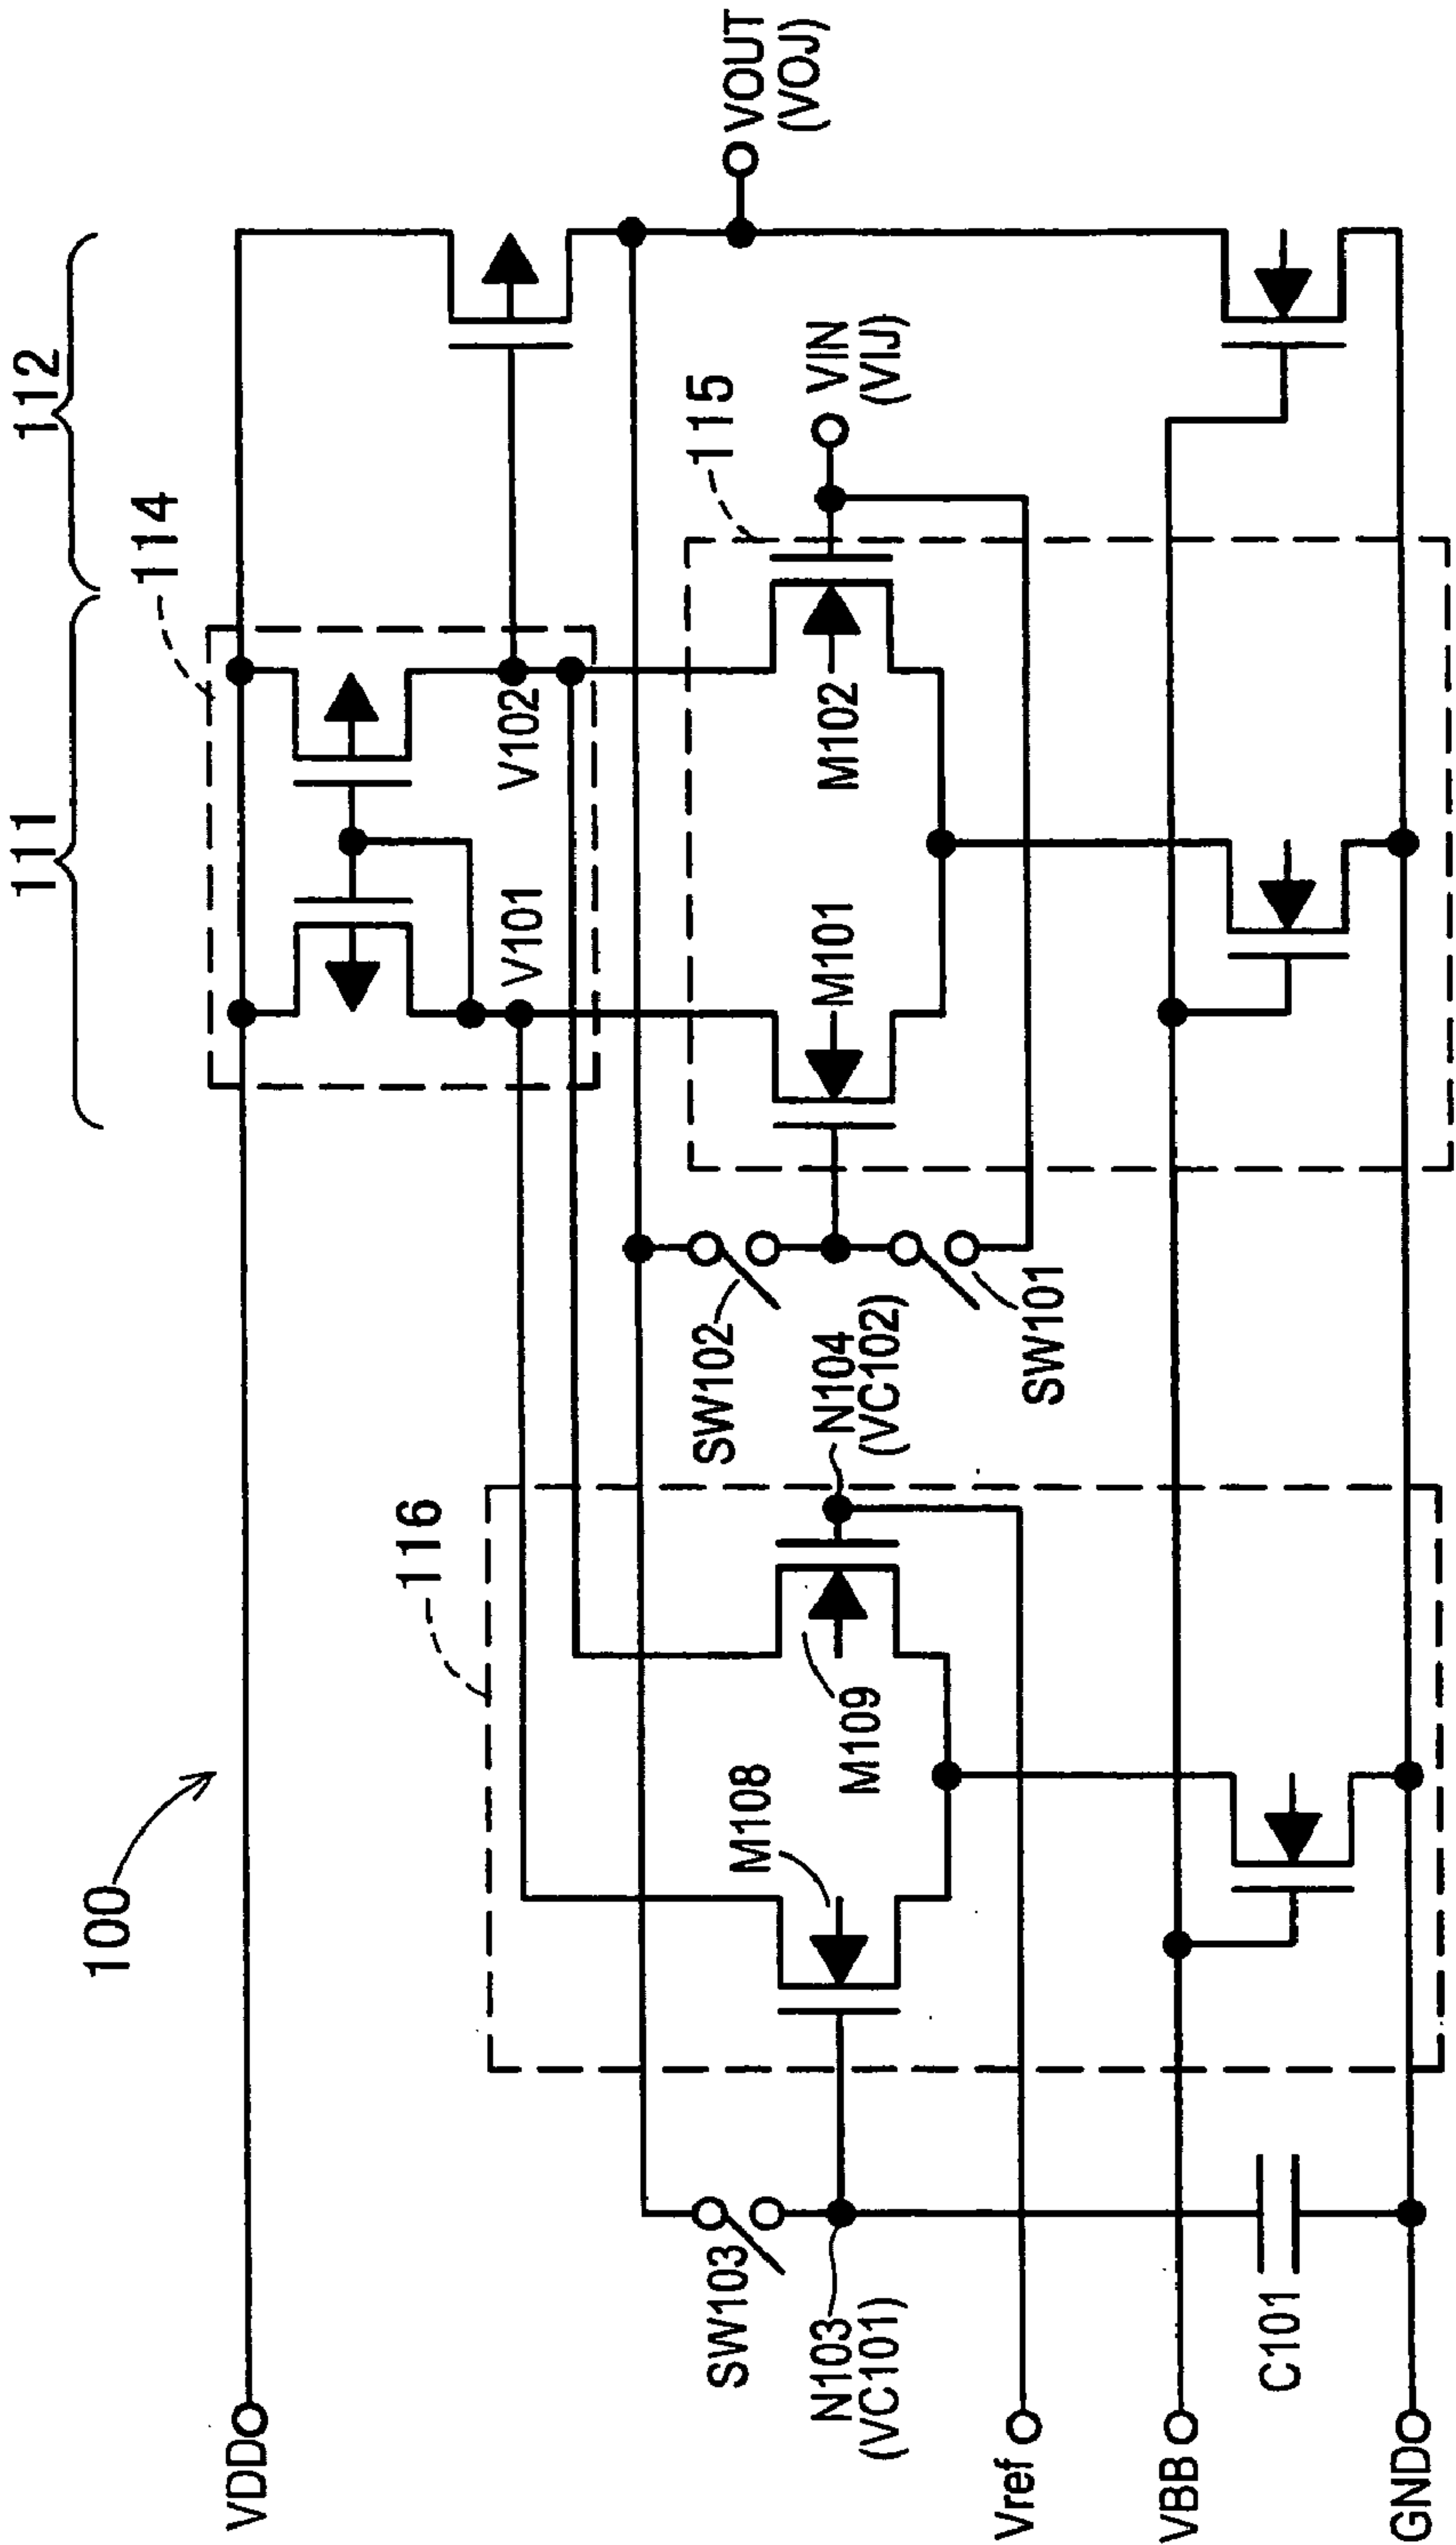 100
111
112
114
VDD
V101
V102
116
115
SW103
SW102
VOUT
(VOJ)
M108
M109
M101
M102
N103
(VC101)
N104
(VC102)
VIN
(VIJ)
SW101
Vref
VBB
C101
GND